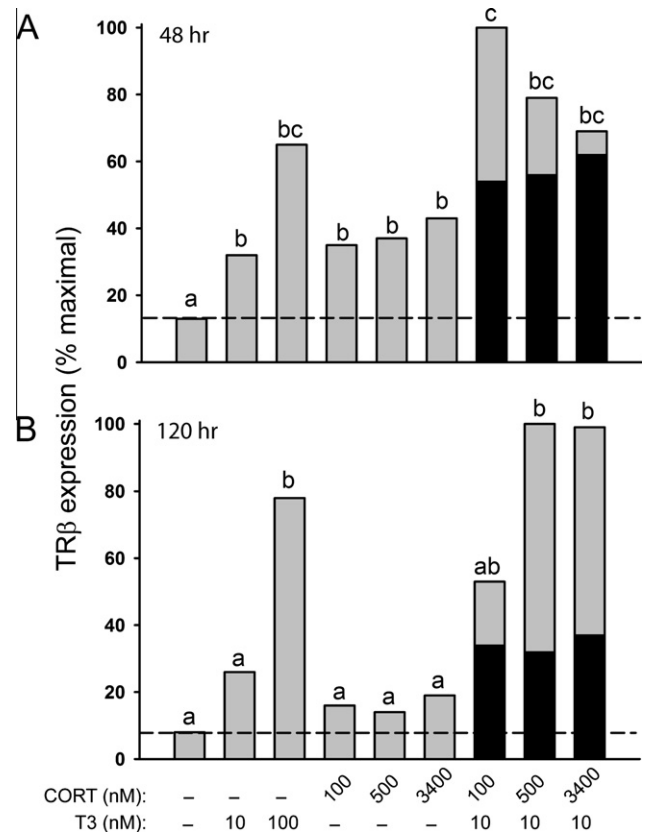 A
48 hr
100
80
60
40
20
0
a b bc b b b c bc bc
TRβ expression (% maximal)
B
120 hr
100
80
60
40
20
0
a a b a a a ab b b
CORT (nM): – – – 100 500 3400 100 500 3400
T3 (nM): – 10 100 – – – 10 10 10